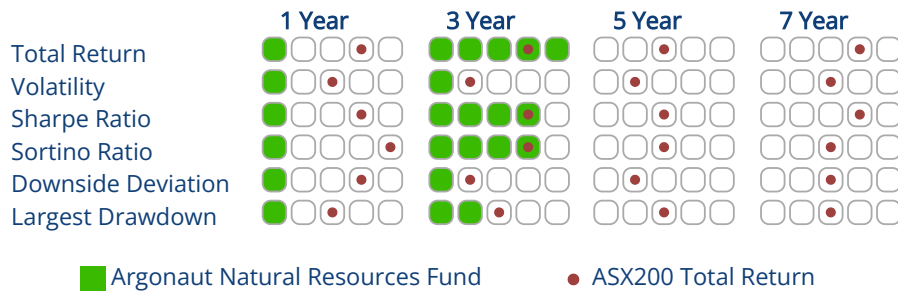 1 Year 3 Year 5 Year 7 Year
Total Return
Volatility
Sharpe Ratio
Sortino Ratio
Downside Deviation
Largest Drawdown
Argonaut Natural Resources Fund ASX200 Total Return